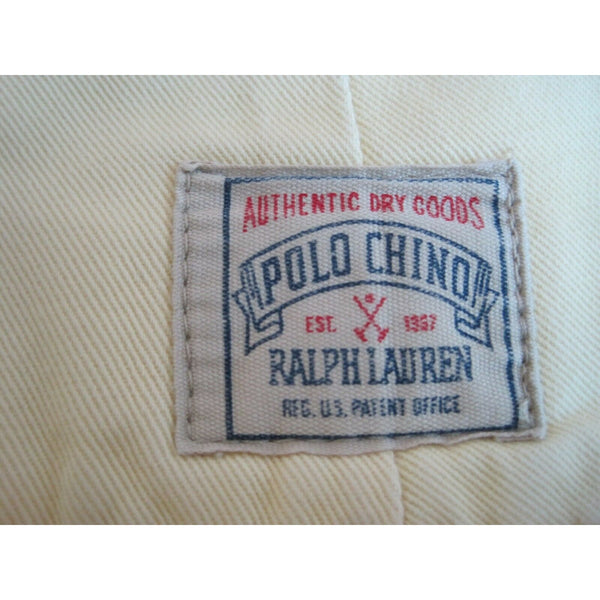 AUTHENTIC DRY GOODS
POLO CHINO
EST. 1967
RALPH LAUREN
REG. U.S. PATENT OFFICE